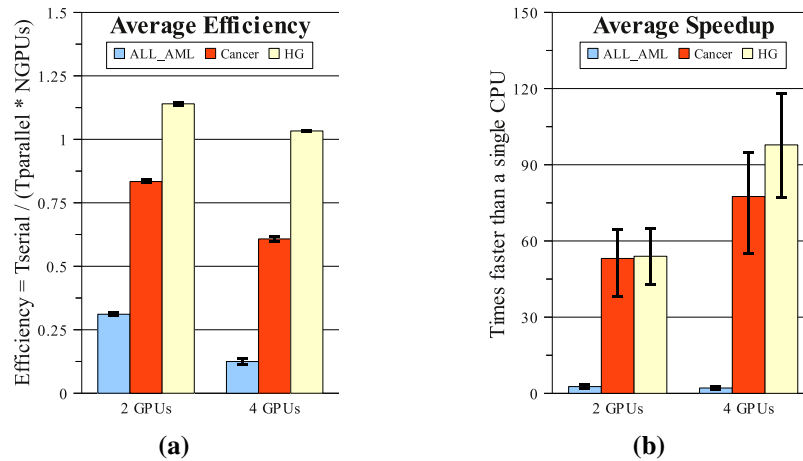 Average Efficiency
ALL_AML Cancer HG
Efficiency = Tserial / (Tparallel * NGPUs)
1.5
1.25
1
0.75
0.5
0.25
0
2 GPUs 4 GPUs
(a)
Average Speedup
ALL_AML Cancer HG
Times faster than a single CPU
150
120
90
60
30
0
2 GPUs 4 GPUs
(b)